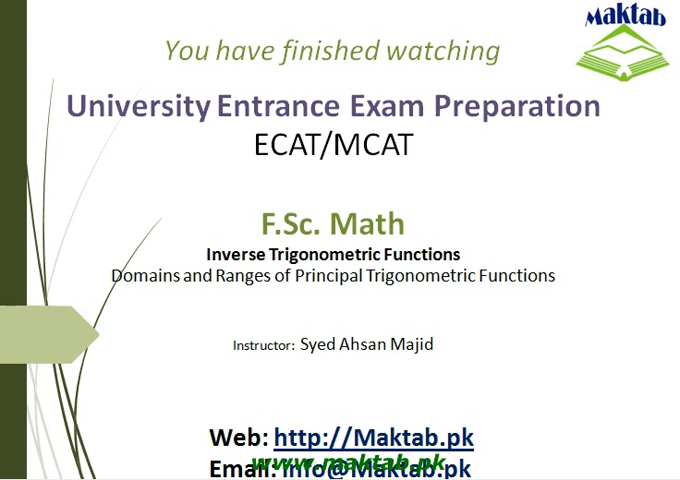 Maktab
You have finished watching
University Entrance Exam Preparation
ECAT/MCAT
F.Sc. Math
Inverse Trigonometric Functions
Domains and Ranges of Principal Trigonometric Functions
Instructor: Syed Ahsan Majid
Web: http://Maktab.pk
www.maktab.pk
Email: info@Maktab.pk